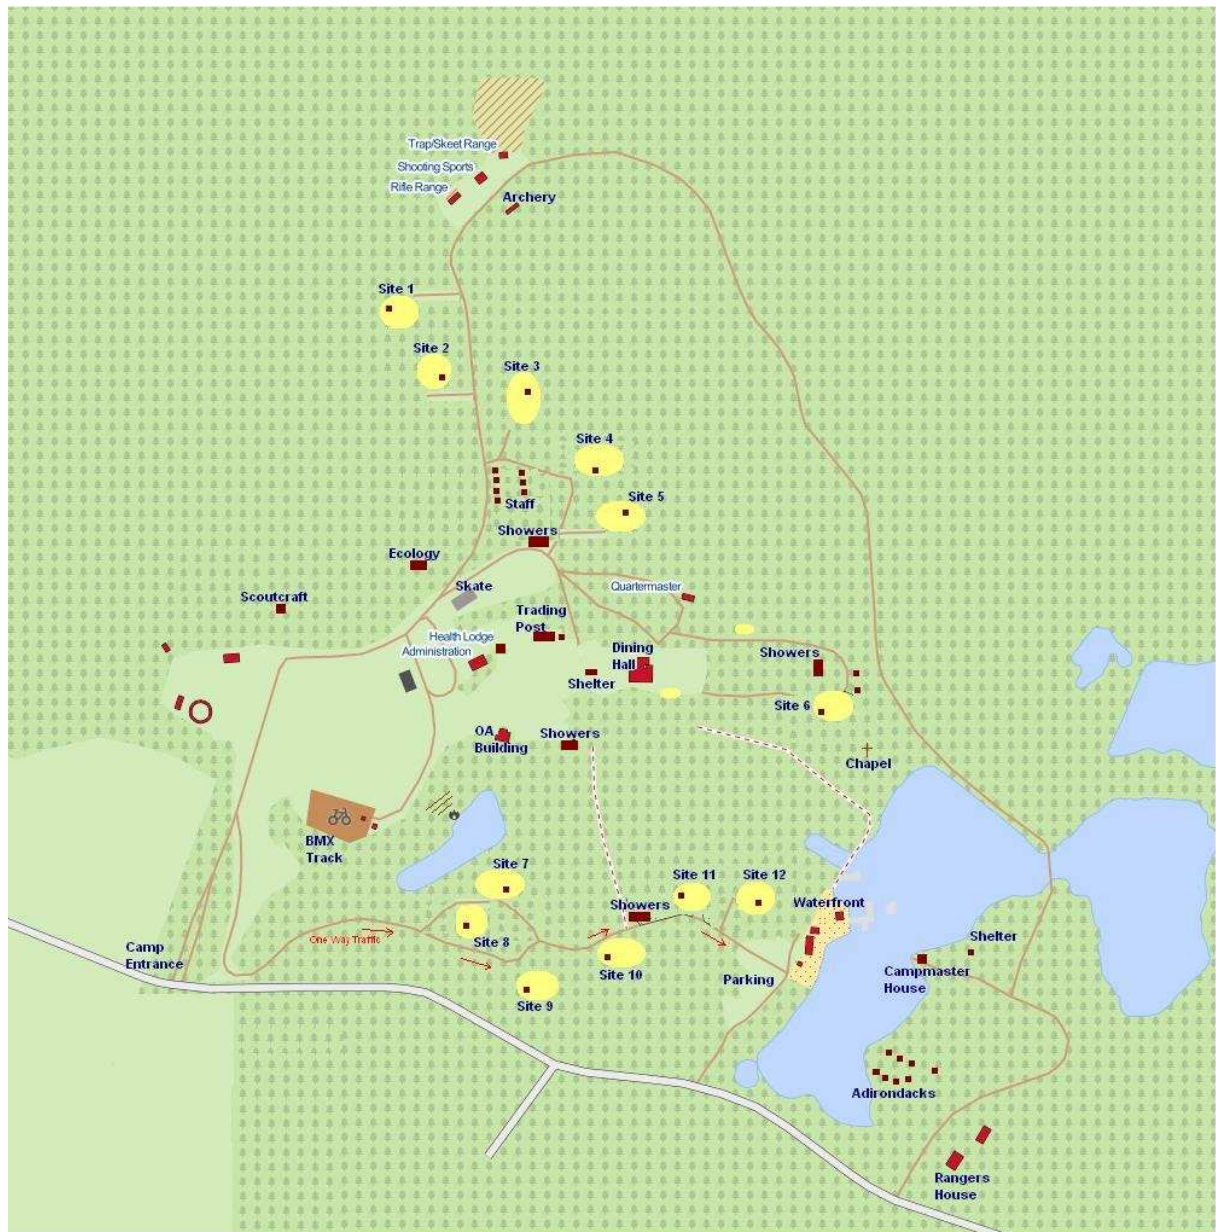 Trap/Skeet Range
Shooting Sports
Rifle Range
Archery
Site 1
Site 2
Site 3
Site 4
Site 5
Staff
Showers
Ecology
Skate
Quartermaster
Scoutcraft
Trading
Post
Health Lodge
Administration
Dining
Hall
Showers
Shelter
Site 6
OA
Building
Showers
Chapel
BMX
Track
Site 7
Site 11
Site 12
Showers
Waterfront
One Way Traffic
Site 8
Camp
Entrance
Site 10
Parking
Shelter
Campmaster
House
Site 9
Adirondacks
Rangers
House